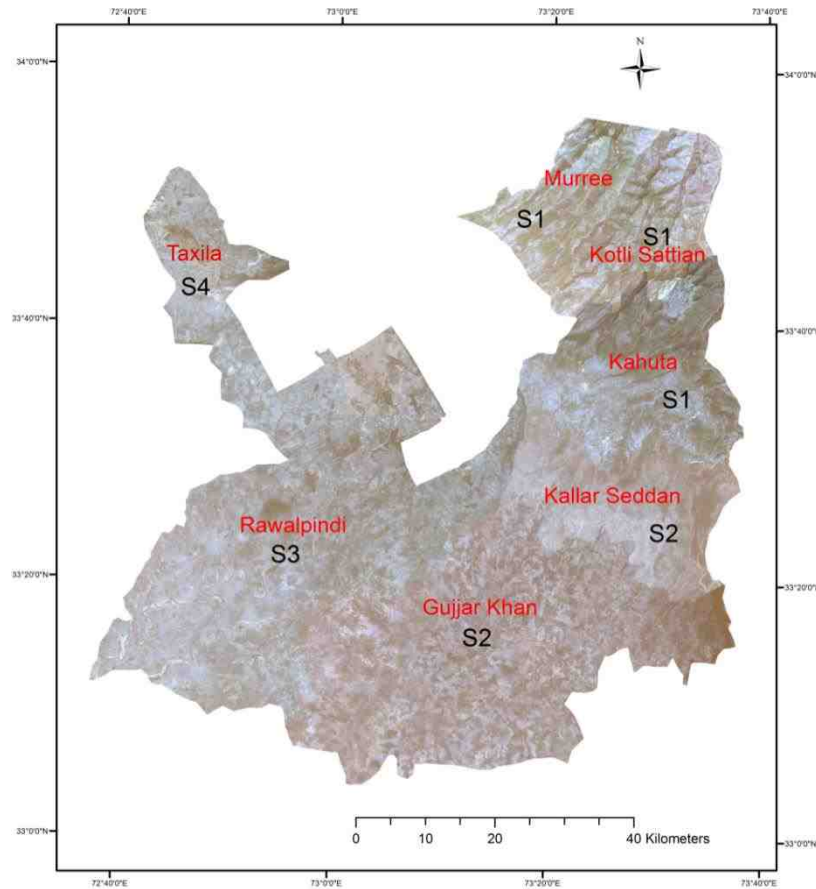 72°40'0"E 73°0'0"E 73°20'0"E 73°40'0"E
N
34°0'0"N 34°0'0"N
Murree
S1
S1
Kotli Sattian
Taxila
S4
33°40'0"N 33°40'0"N
Kahuta
S1
Kallar Seddan
S2
Rawalpindi
S3
33°20'0"N 33°20'0"N
Gujjar Khan
S2
33°0'0"N 33°0'0"N
0 10 20 40 Kilometers
72°40'0"E 73°0'0"E 73°20'0"E 73°40'0"E